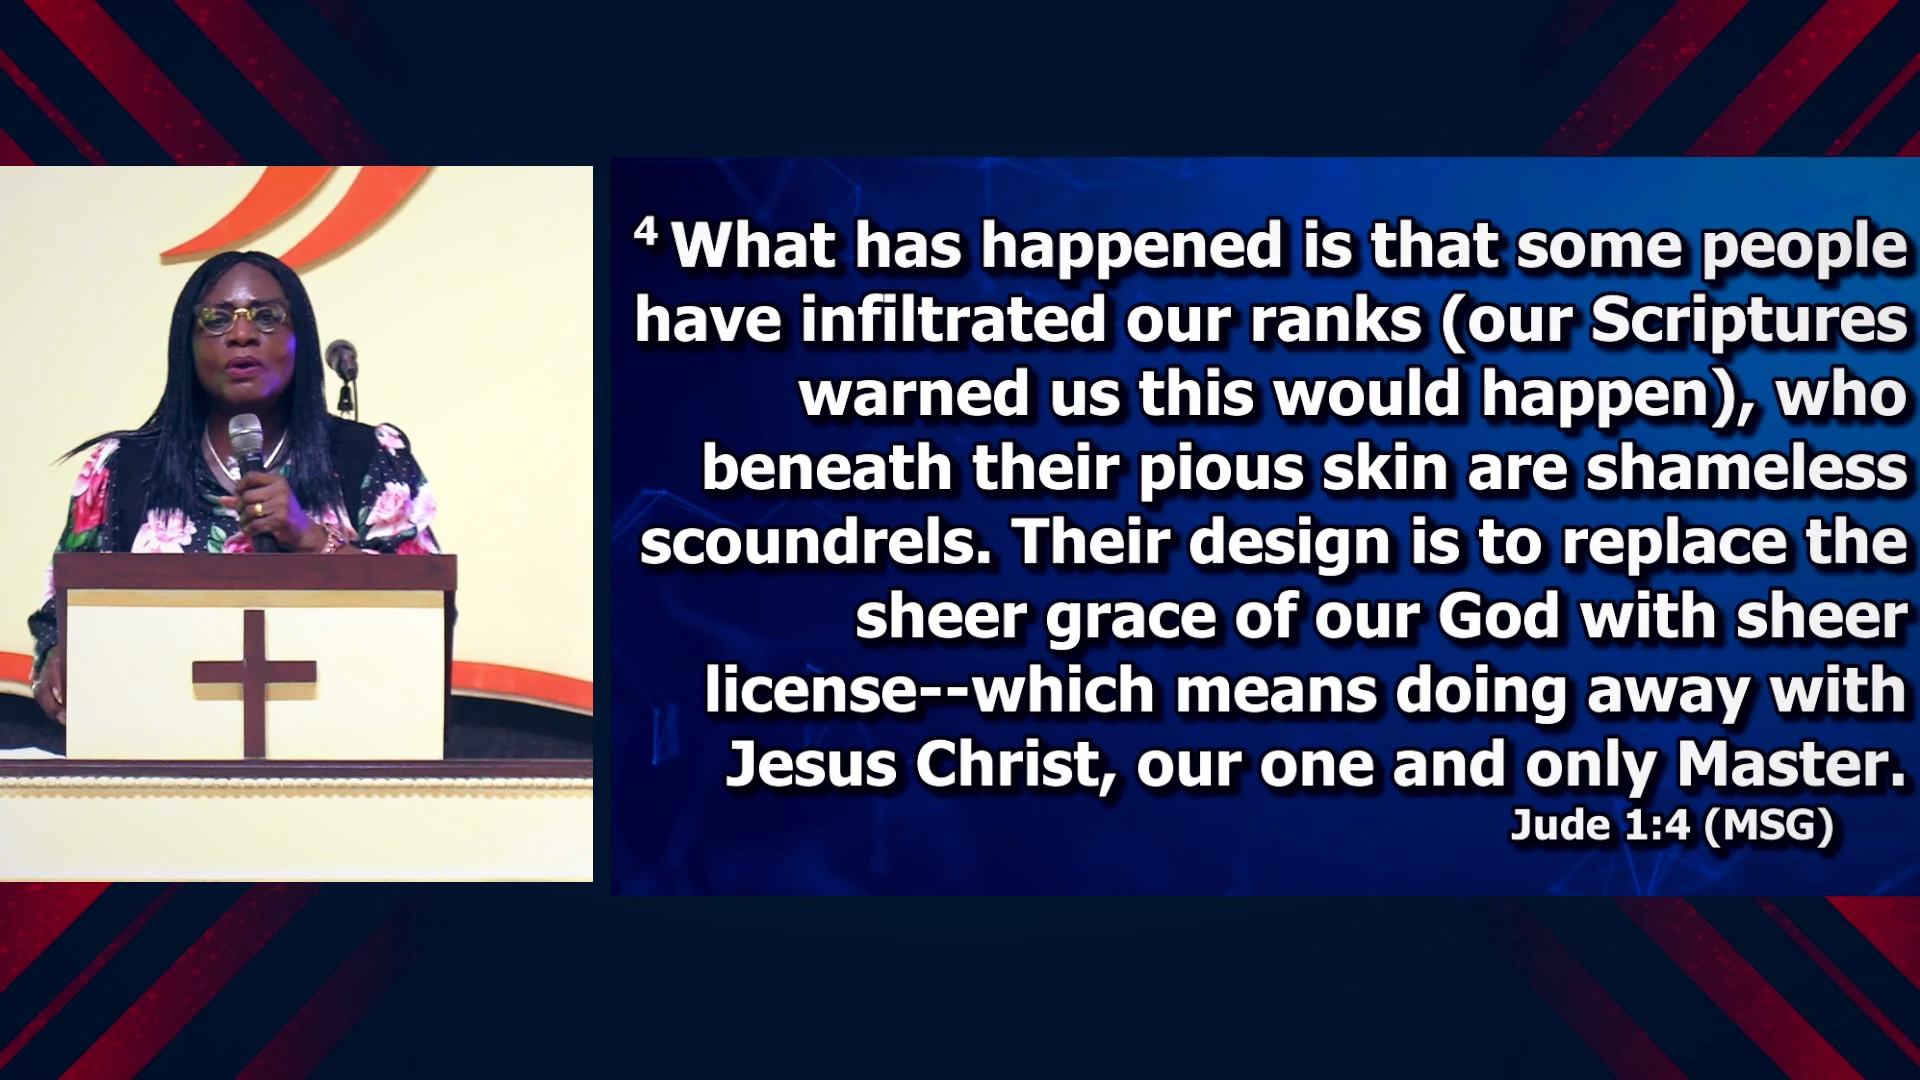 4 What has happened is that some people
have infiltrated our ranks (our Scriptures
warned us this would happen), who
beneath their pious skin are shameless
scoundrels. Their design is to replace the
sheer grace of our God with sheer
license--which means doing away with
Jesus Christ, our one and only Master.
Jude 1:4 (MSG)